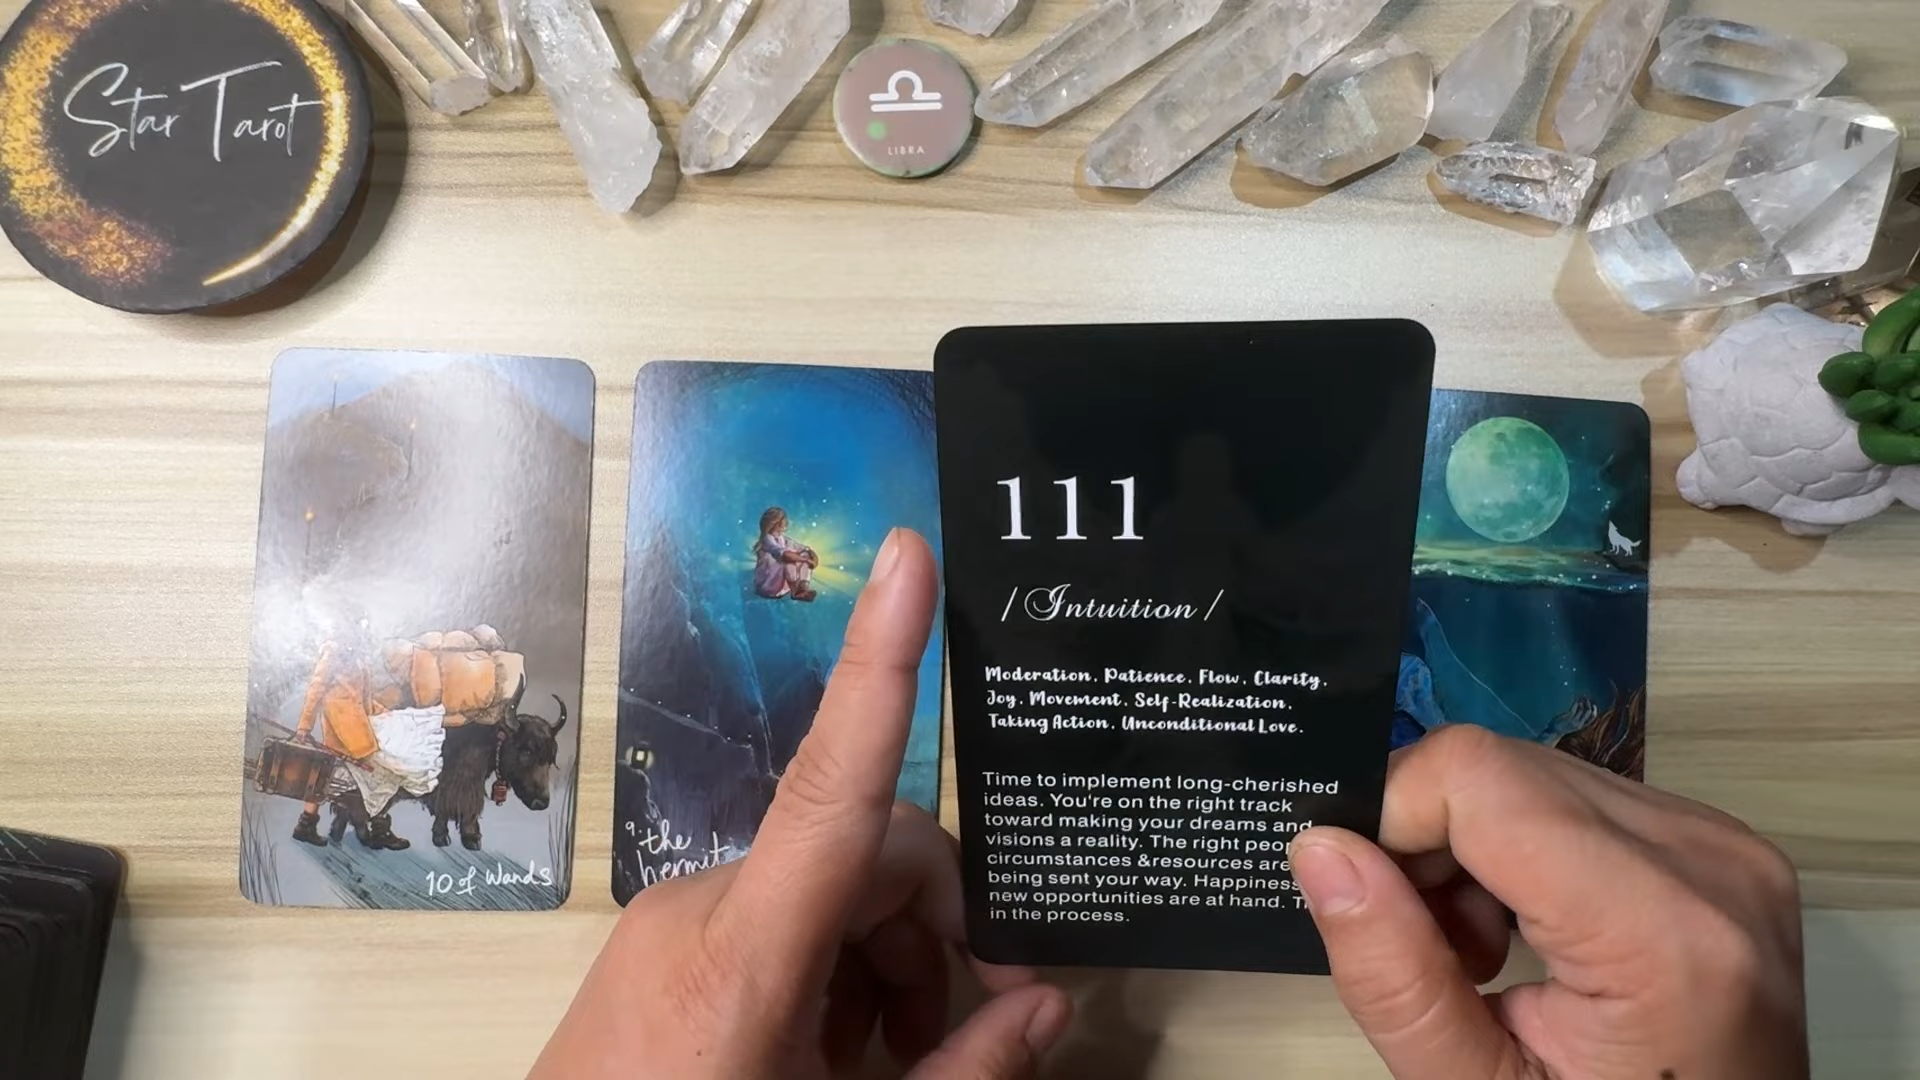 Star Tarot
LIBRA
10 of Wands
9. the
hermit
111
/ Intuition /
Moderation, Patience, Flow, Clarity,
Joy, Movement, Self-Realization,
Taking Action, Unconditional Love.
Time to implement long-cherished
ideas. You're on the right track
toward making your dreams and
visions a reality. The right
circumstances &resources are
being sent your way. Happiness
new opportunities are at hand.
in the process.